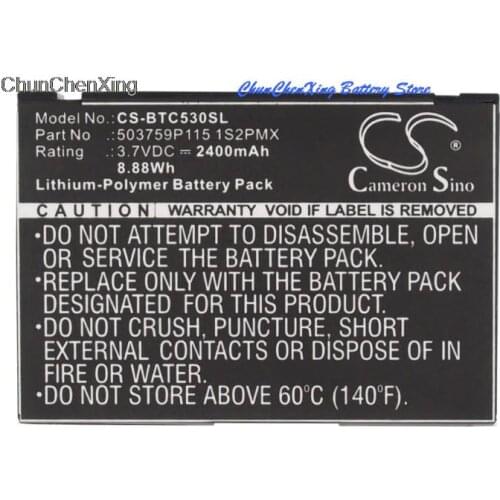 ChunChenXing
ChunChenXing Battery Store
Model No.: CS-BTC530SL
Part No : 503759P115 1S2PMX
Rating : 3.7VDC ⎓ 2400mAh
8.88Wh
Lithium-Polymer Battery Pack
CS
Cameron Sino
CAUTION WARRANTY VOID IF LABEL IS REMOVED
• DO NOT ATTEMPT TO DISASSEMBLE, OPEN
OR SERVICE THE BATTERY PACK.
• REPLACE ONLY WITH THE BATTERY PACK
DESIGNATED FOR THIS PRODUCT.
• DO NOT CRUSH, PUNCTURE, SHORT
EXTERNAL CONTACTS OR DISPOSE OF IN
FIRE OR WATER.
• DO NOT STORE ABOVE 60°C (140°F).